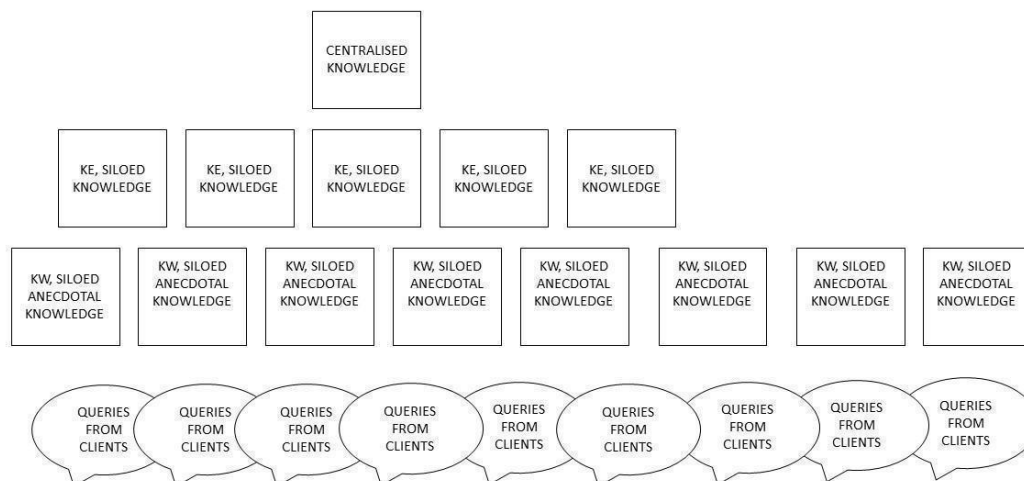 CENTRALISED
KNOWLEDGE
KE, SILOED
KNOWLEDGE
KE, SILOED
KNOWLEDGE
KE, SILOED
KNOWLEDGE
KE, SILOED
KNOWLEDGE
KE, SILOED
KNOWLEDGE
KW, SILOED
ANECDOTAL
KNOWLEDGE
KW, SILOED
ANECDOTAL
KNOWLEDGE
KW, SILOED
ANECDOTAL
KNOWLEDGE
KW, SILOED
ANECDOTAL
KNOWLEDGE
KW, SILOED
ANECDOTAL
KNOWLEDGE
KW, SILOED
ANECDOTAL
KNOWLEDGE
KW, SILOED
ANECDOTAL
KNOWLEDGE
KW, SILOED
ANECDOTAL
KNOWLEDGE
QUERIES
FROM
CLIENTS
QUERIES
FROM
CLIENTS
QUERIES
FROM
CLIENTS
QUERIES
FROM
CLIENTS
QUERIES
FROM
CLIENTS
QUERIES
FROM
CLIENTS
QUERIES
FROM
CLIENTS
QUERIES
FROM
CLIENTS
QUERIES
FROM
CLIENTS